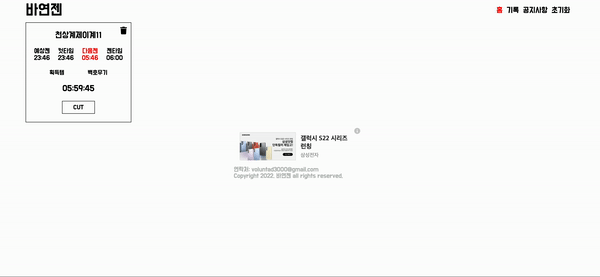 바연젠
홈 기록 공지사항 초기화
천상계제이계11
예상젠 컷타임 다음젠 젠타임
23:46 23:46 05:46 06:00
획득템 백호무기
05:59:45
CUT
갤럭시 S22 시리즈
런칭
삼성전자
연락처: volunted3000@gmail.com
Copyright 2022. 바연젠 all rights reserved.